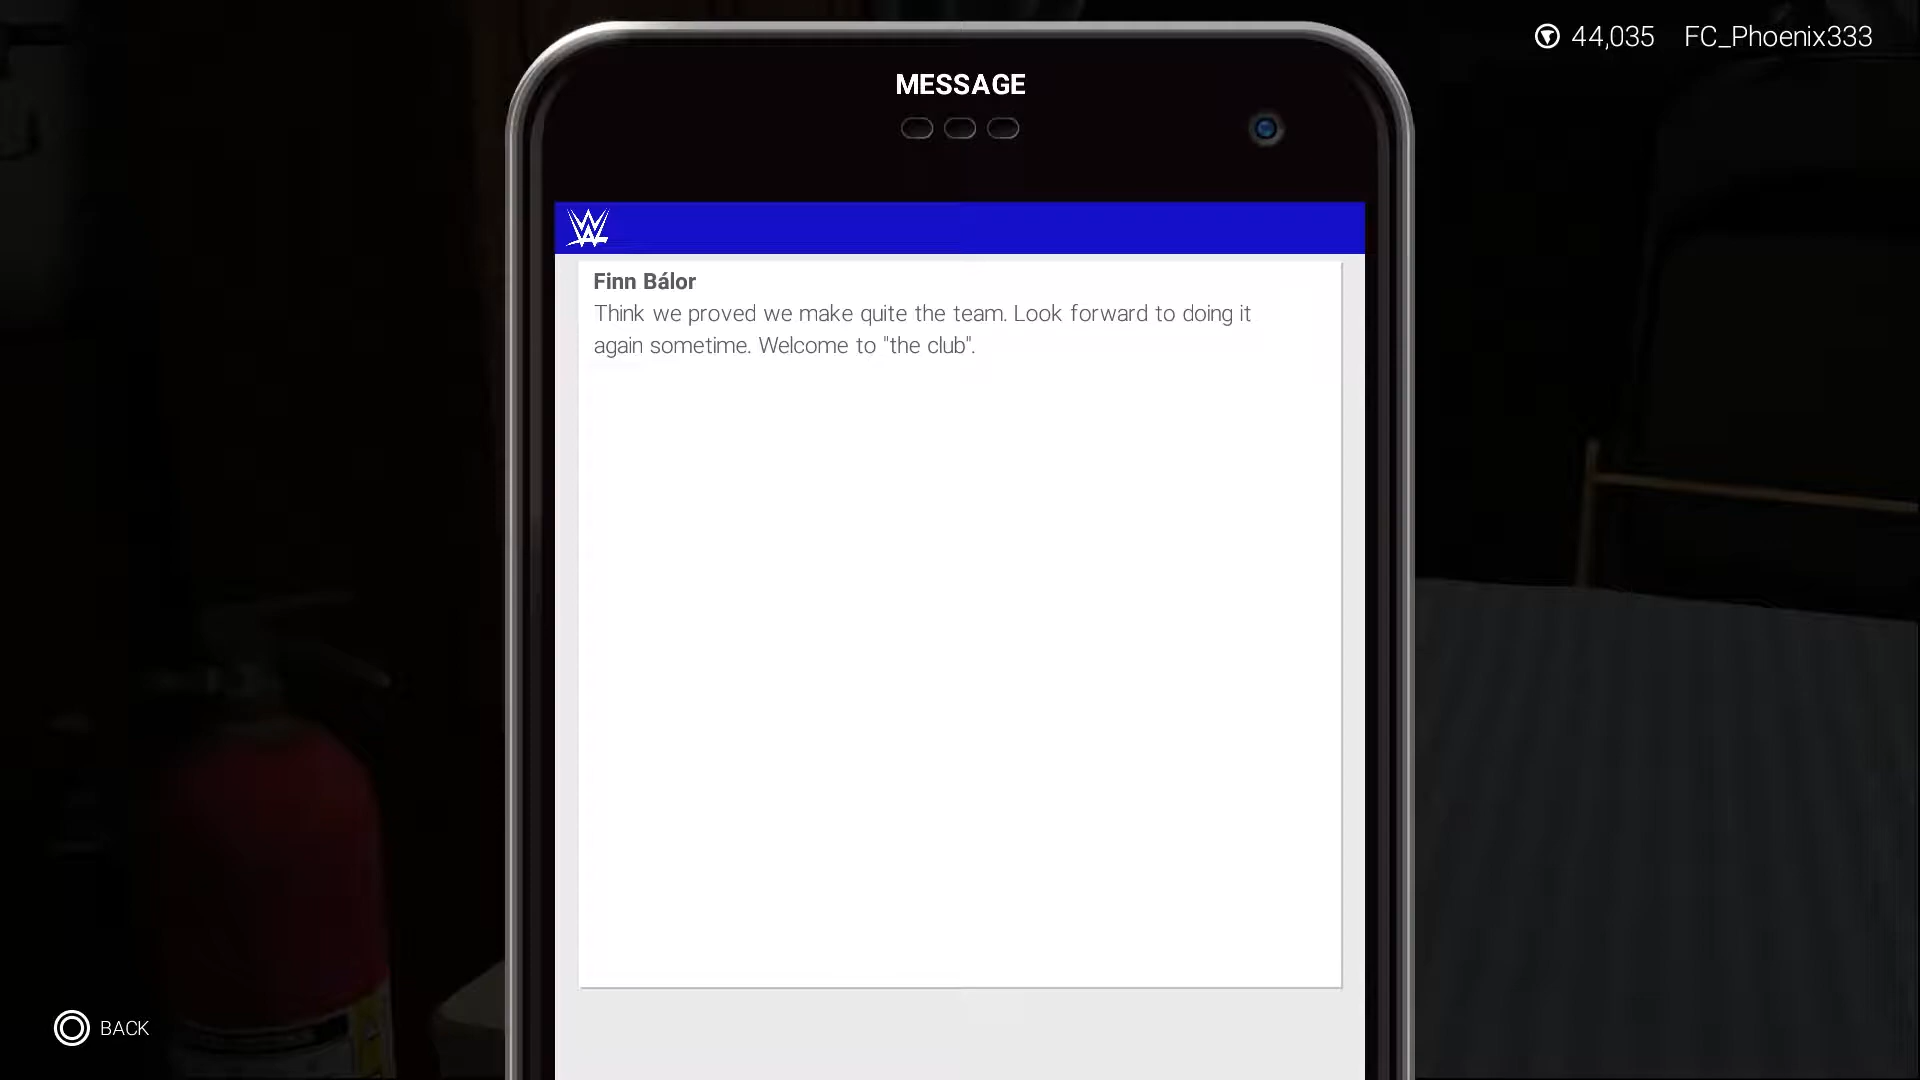 44,035 FC_Phoenix333
MESSAGE
Finn Bálor
Think we proved we make quite the team. Look forward to doing it
again sometime. Welcome to "the club".
BACK